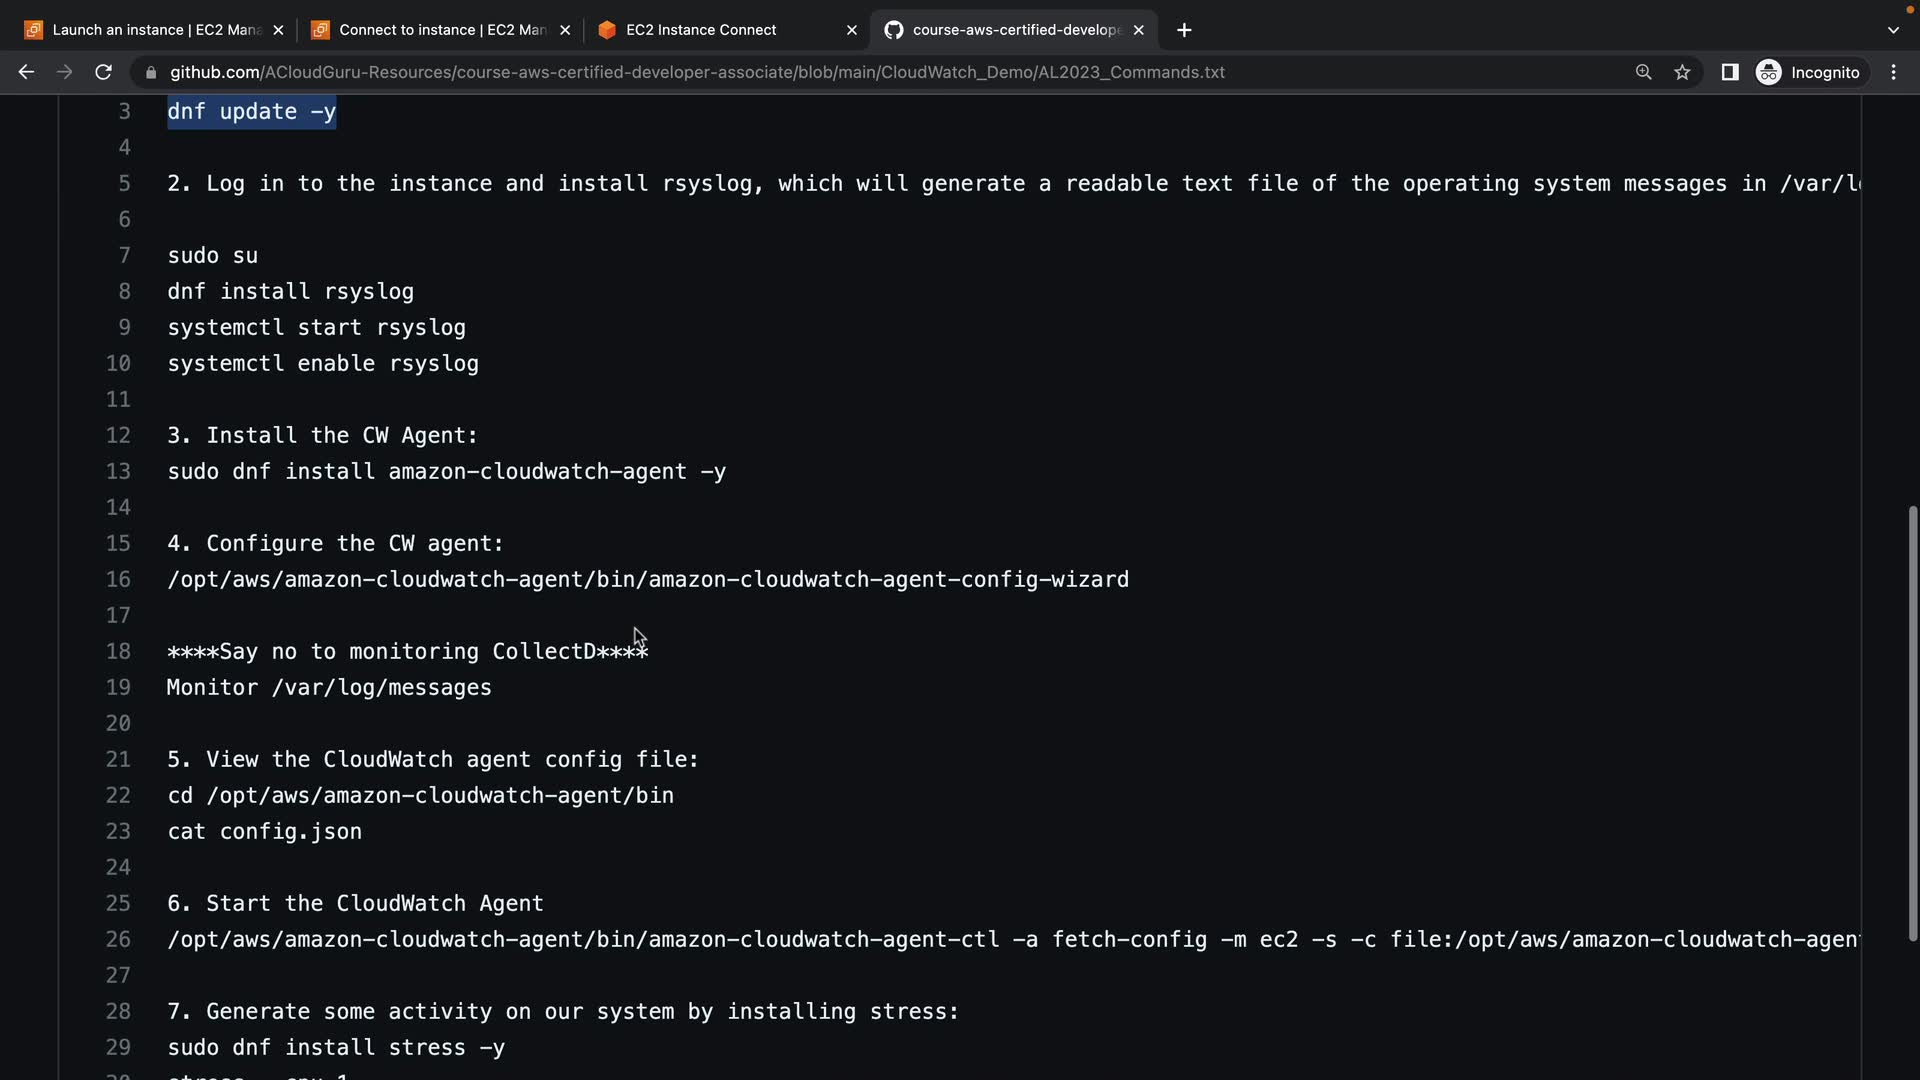 Launch an instance | EC2 Mana
Connect to instance | EC2 Man
EC2 Instance Connect
course-aws-certified-develope
github.com/ACloudGuru-Resources/course-aws-certified-developer-associate/blob/main/CloudWatch_Demo/AL2023_Commands.txt
Incognito
3 dnf update -y
4
5 2. Log in to the instance and install rsyslog, which will generate a readable text file of the operating system messages in /var/l
6
7 sudo su
8 dnf install rsyslog
9 systemctl start rsyslog
10 systemctl enable rsyslog
11
12 3. Install the CW Agent:
13 sudo dnf install amazon-cloudwatch-agent -y
14
15 4. Configure the CW agent:
16 /opt/aws/amazon-cloudwatch-agent/bin/amazon-cloudwatch-agent-config-wizard
17
18 ****Say no to monitoring CollectD****
19 Monitor /var/log/messages
20
21 5. View the CloudWatch agent config file:
22 cd /opt/aws/amazon-cloudwatch-agent/bin
23 cat config.json
24
25 6. Start the CloudWatch Agent
26 /opt/aws/amazon-cloudwatch-agent/bin/amazon-cloudwatch-agent-ctl -a fetch-config -m ec2 -s -c file:/opt/aws/amazon-cloudwatch-agen
27
28 7. Generate some activity on our system by installing stress:
29 sudo dnf install stress -y